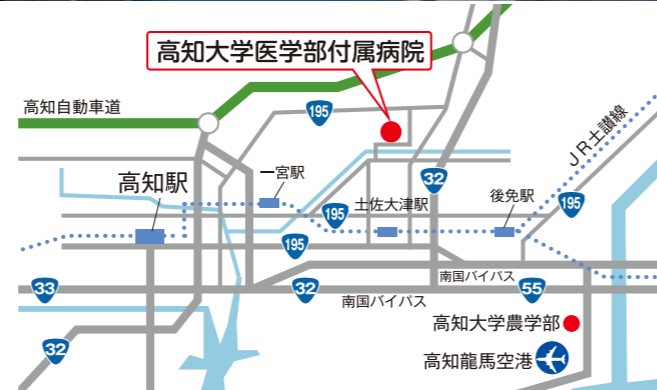 高知大学医学部付属病院
高知自動車道
195
JR土讃線
一宮駅
高知駅
32
後免駅
土佐大津駅
195
195
195
南国バイパス
33
32
55
南国バイパス
高知大学農学部
32
高知龍馬空港